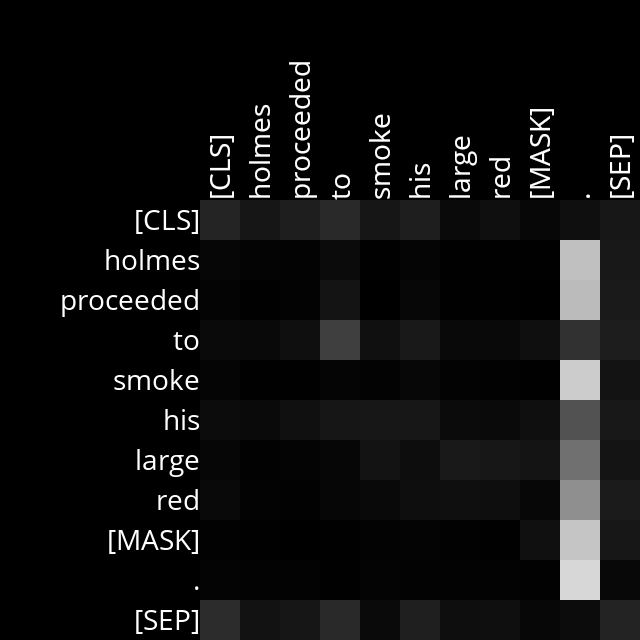 [CLS]
holmes
proceeded
to
smoke
his
large
red
[MASK]
.
[SEP]
[CLS]
holmes
proceeded
to
smoke
his
large
red
[MASK]
.
[SEP]